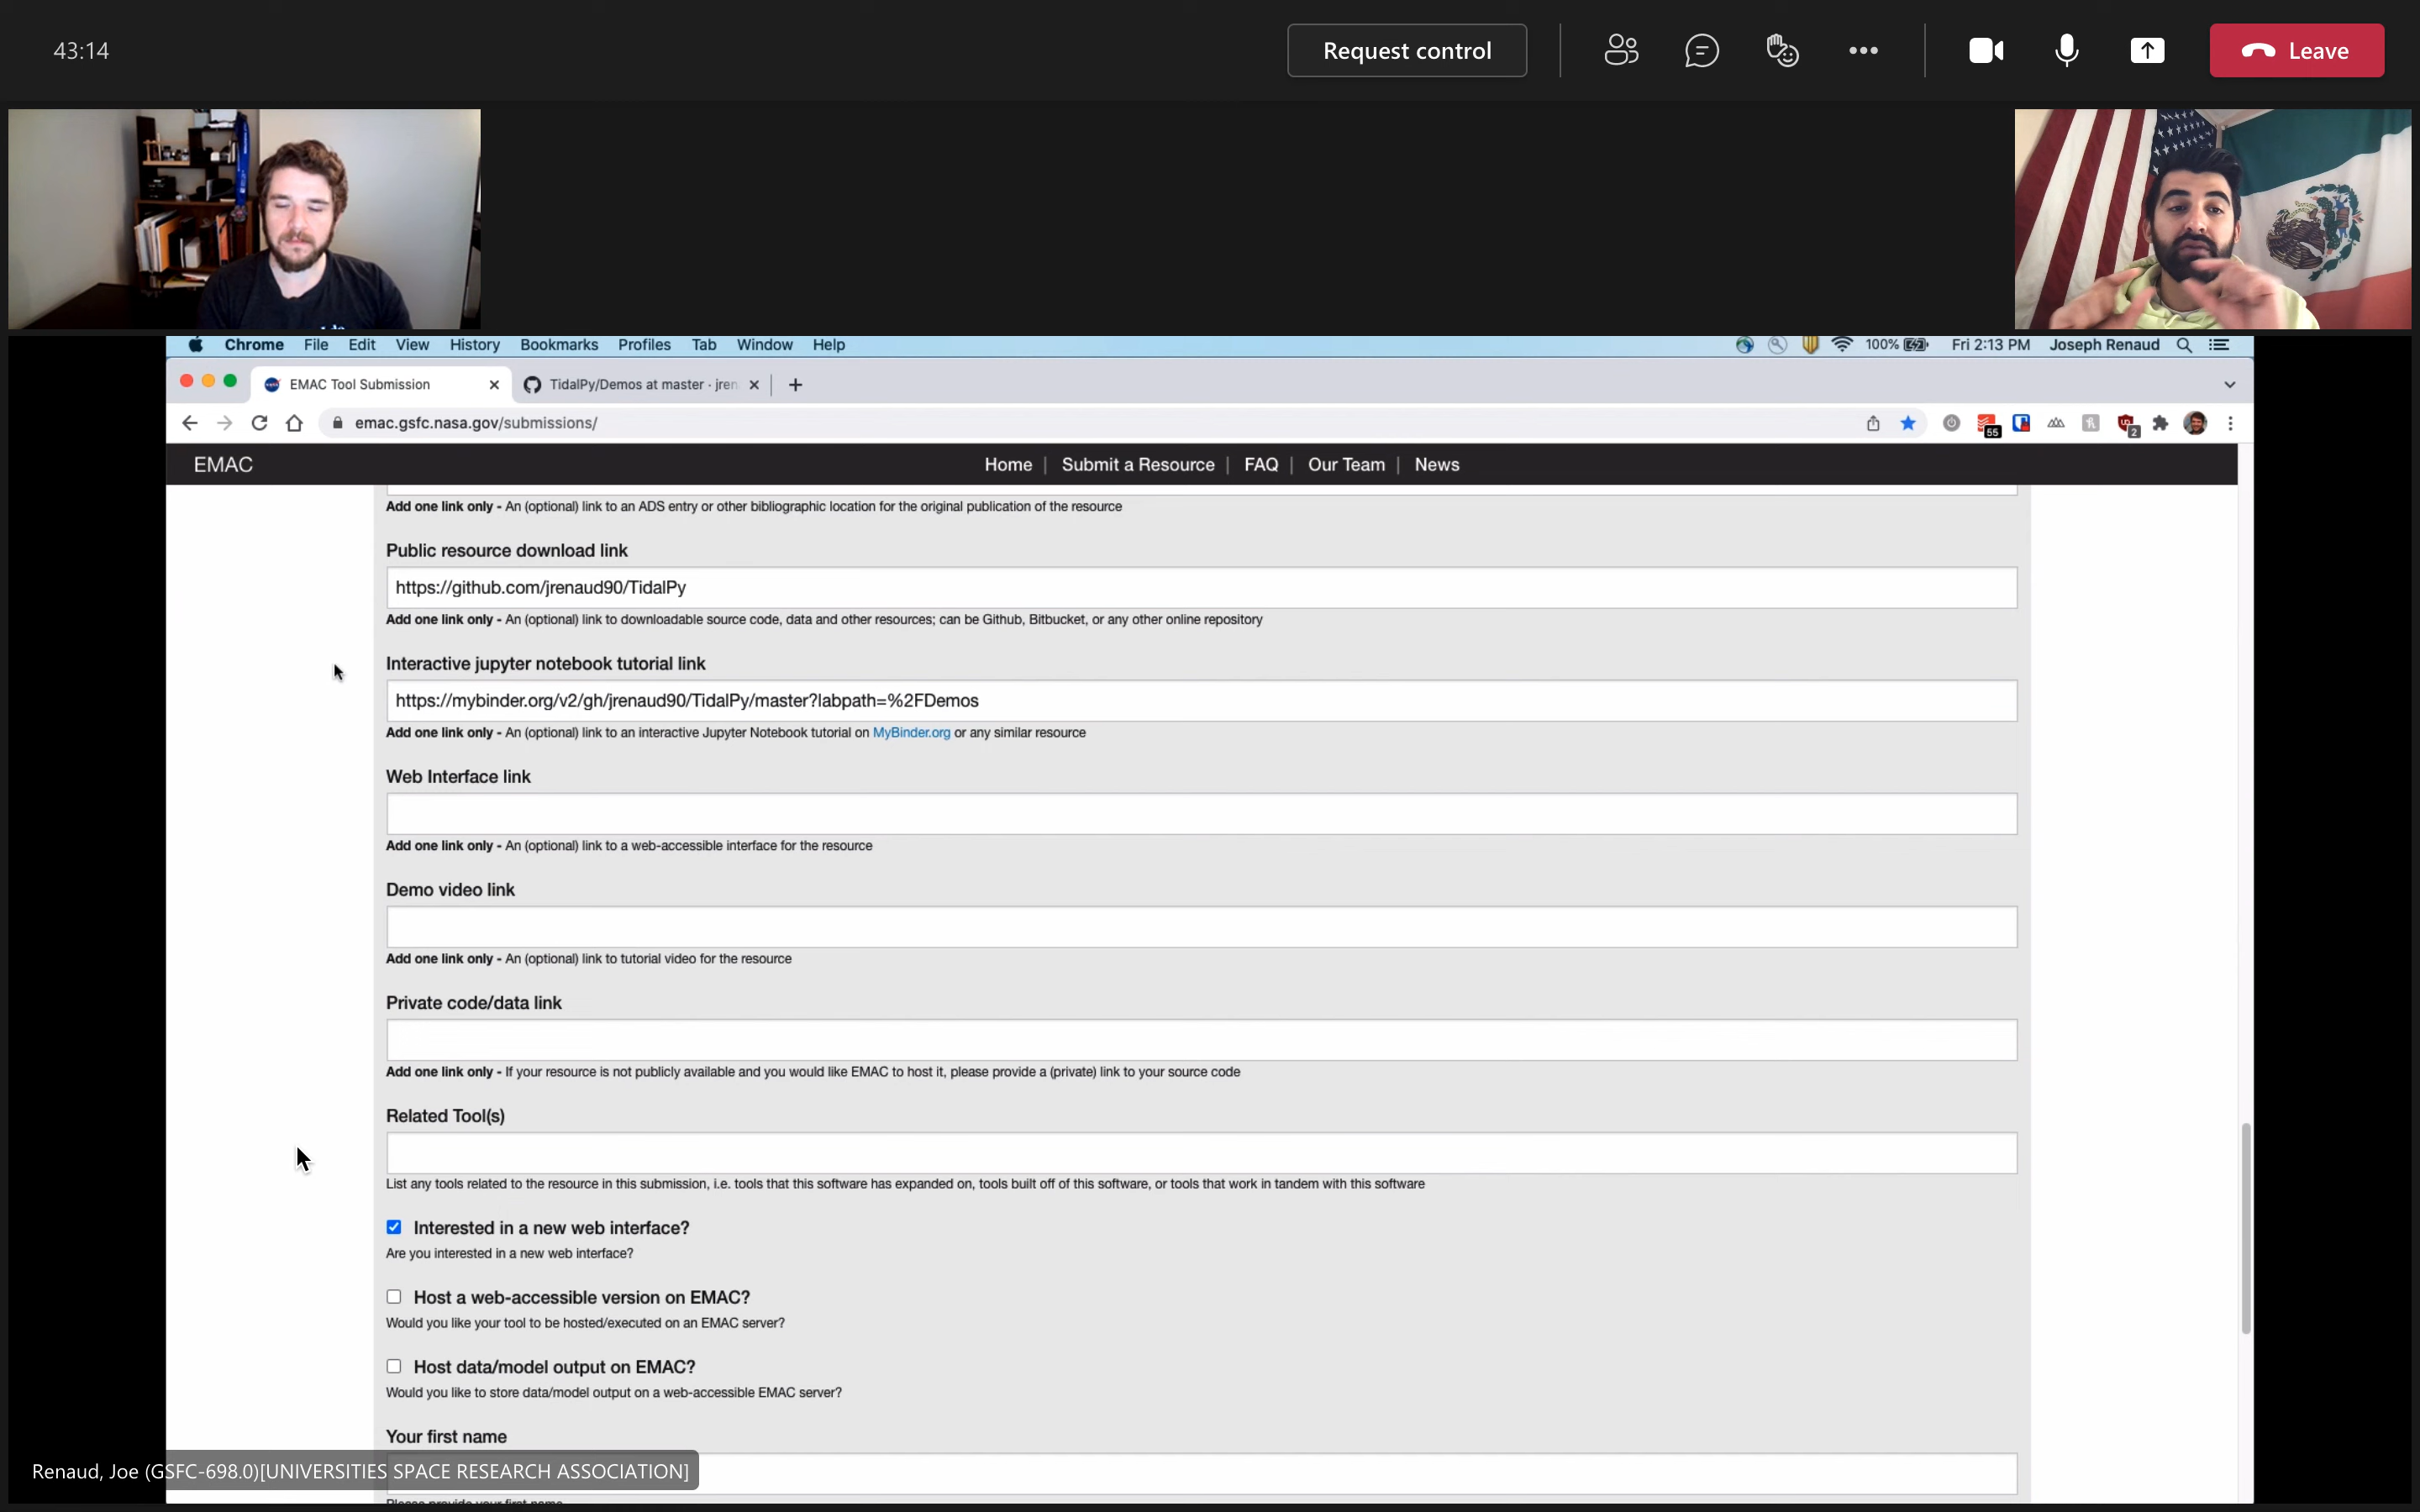 43:14
Request control
Leave
Chrome File Edit View History Bookmarks Profiles Tab Window Help
100% Fri 2:13 PM Joseph Renaud
EMAC Tool Submission
TidalPy/Demos at master · jren
emac.gsfc.nasa.gov/submissions/
55
2
EMAC Home | Submit a Resource | FAQ | Our Team | News
Add one link only - An (optional) link to an ADS entry or other bibliographic location for the original publication of the resource
Public resource download link
https://github.com/jrenaud90/TidalPy
Add one link only - An (optional) link to downloadable source code, data and other resources; can be Github, Bitbucket, or any other online repository
Interactive jupyter notebook tutorial link
https://mybinder.org/v2/gh/jrenaud90/TidalPy/master?labpath=%2FDemos
Add one link only - An (optional) link to an interactive Jupyter Notebook tutorial on MyBinder.org or any similar resource
Web Interface link
Add one link only - An (optional) link to a web-accessible interface for the resource
Demo video link
Add one link only - An (optional) link to tutorial video for the resource
Private code/data link
Add one link only - If your resource is not publicly available and you would like EMAC to host it, please provide a (private) link to your source code
Related Tool(s)
List any tools related to the resource in this submission, i.e. tools that this software has expanded on, tools built off of this software, or tools that work in tandem with this software
Interested in a new web interface?
Are you interested in a new web interface?
Host a web-accessible version on EMAC?
Would you like your tool to be hosted/executed on an EMAC server?
Host data/model output on EMAC?
Would you like to store data/model output on a web-accessible EMAC server?
Your first name
Renaud, Joe (GSFC-698.0)[UNIVERSITIES SPACE RESEARCH ASSOCIATION]
Please provide your first name